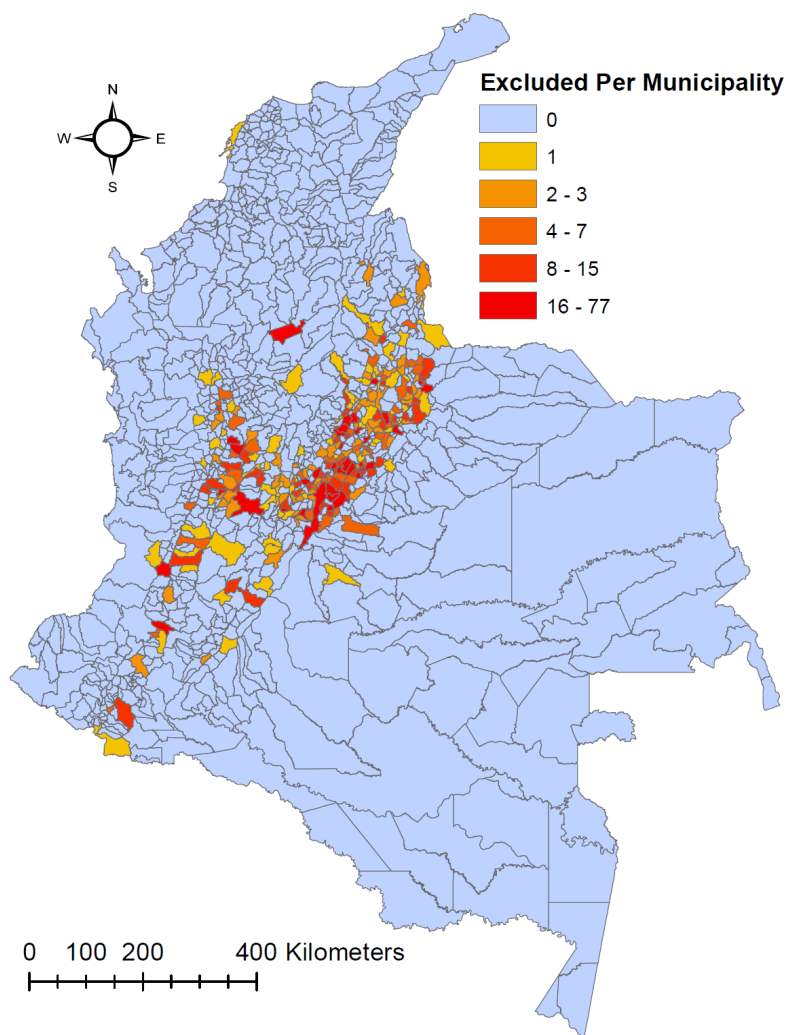 Excluded Per Municipality
N
W E
S
0
1
2 - 3
4 - 7
8 - 15
16 - 77
0 100 200 400 Kilometers